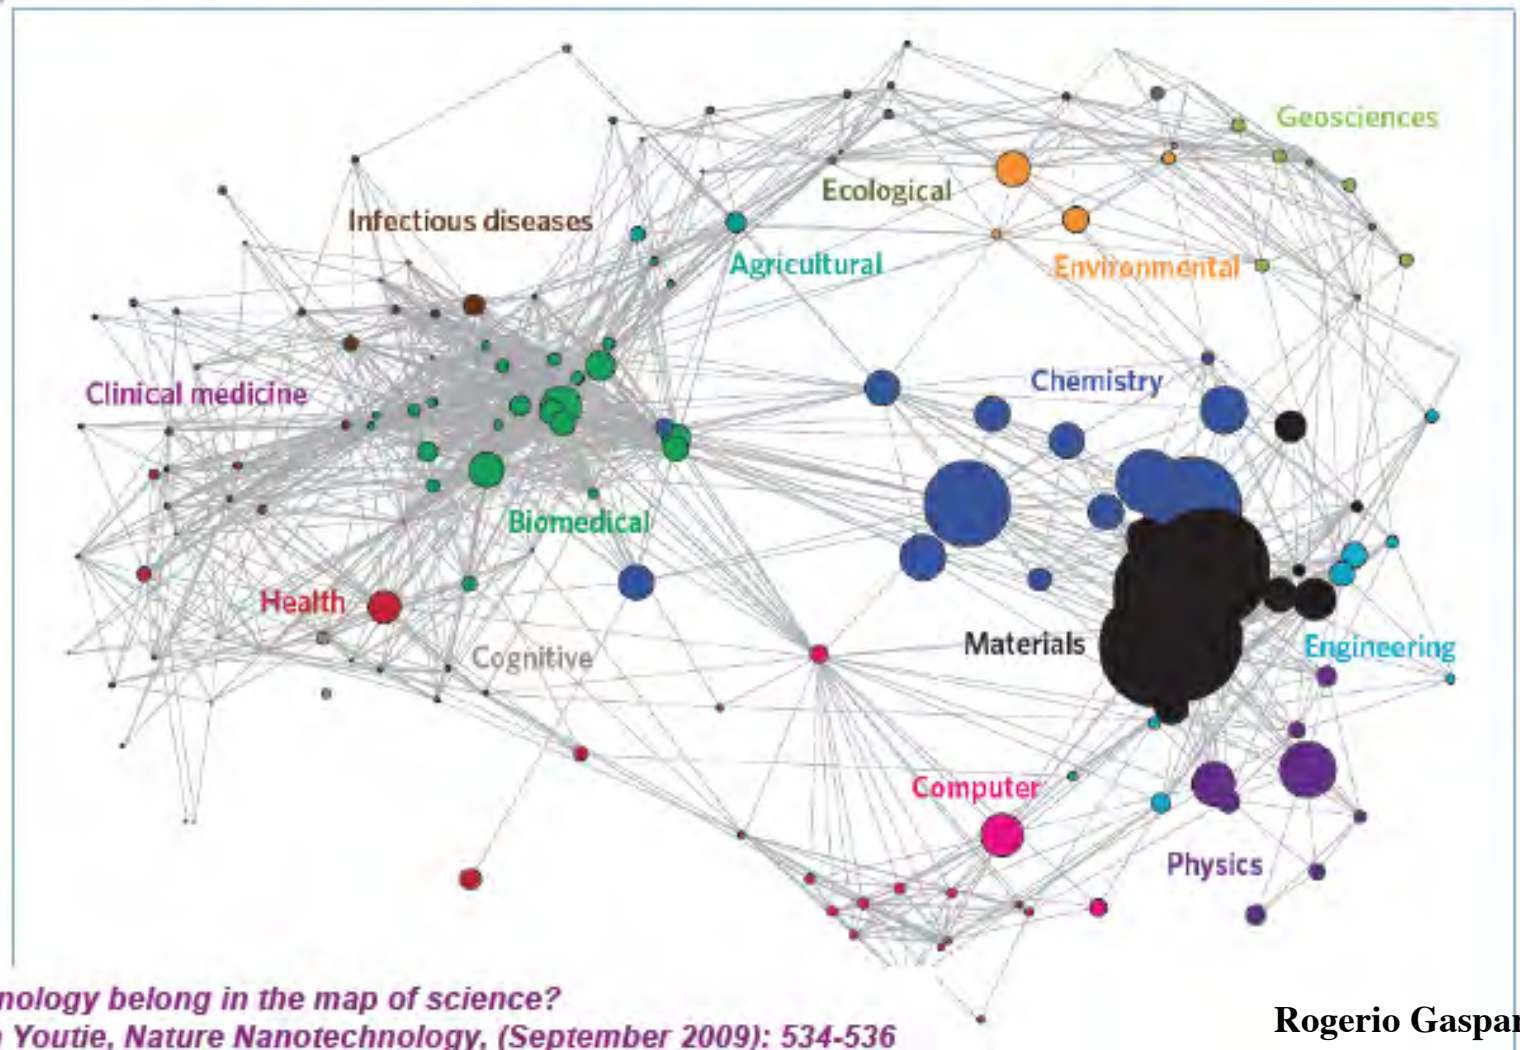 Geosciences
Ecological
Infectious diseases
Agricultural
Environmental
Chemistry
Clinical medicine
Biomedical
Health
Cognitive
Materials
Engineering
Computer
Physics
nology belong in the map of science?
Youtie, Nature Nanotechnology, (September 2009): 534-536
Rogerio Gaspar